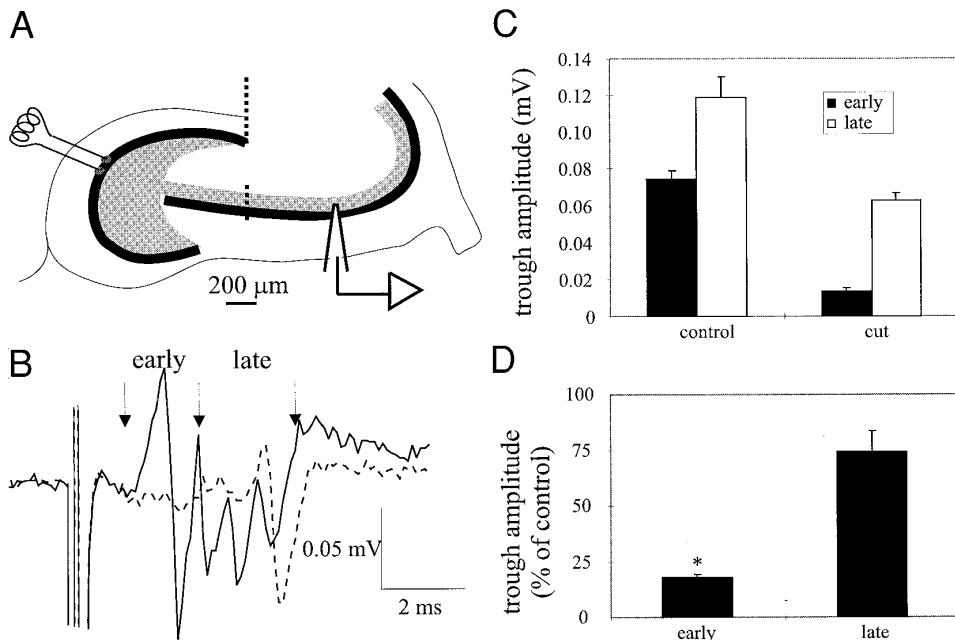 A
200 μm
B
early
late
0.05 mV
2 ms
C
trough amplitude (mV)
0.14
0.12
0.10
0.08
0.06
0.04
0.02
0
early
late
control
cut
D
trough amplitude
(% of control)
100
75
50
25
0
*
early
late